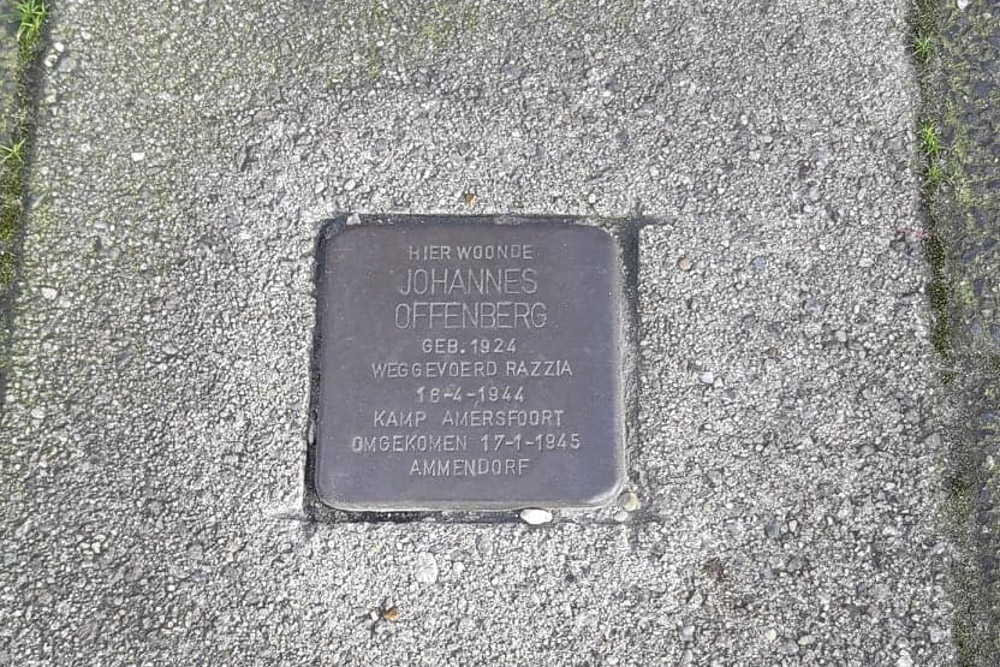 HIER WOONDE
JOHANNES
OFFENBERG
GEB. 1924
WEGGEVOERD RAZZIA
16-4-1944
KAMP AMERSFOORT
OMGEKOMEN 17-1-1945
AMMENDORF